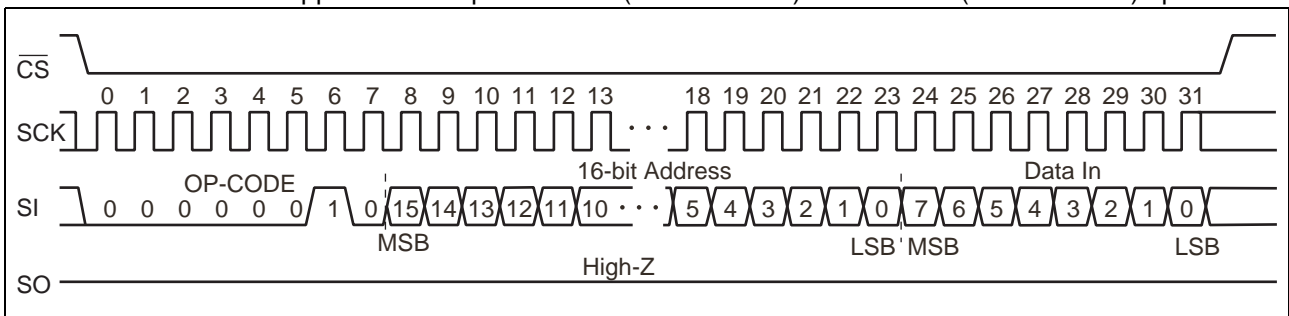 CS
0 1 2 3 4 5 6 7 8 9 10 11 12 13 18 19 20 21 22 23 24 25 26 27 28 29 30 31
SCK
OP-CODE 16-bit Address Data In
SI 0 0 0 0 0 0 1 0 15 14 13 12 11 10 5 4 3 2 1 0 7 6 5 4 3 2 1 0
MSB LSB MSB LSB
High-Z
SO